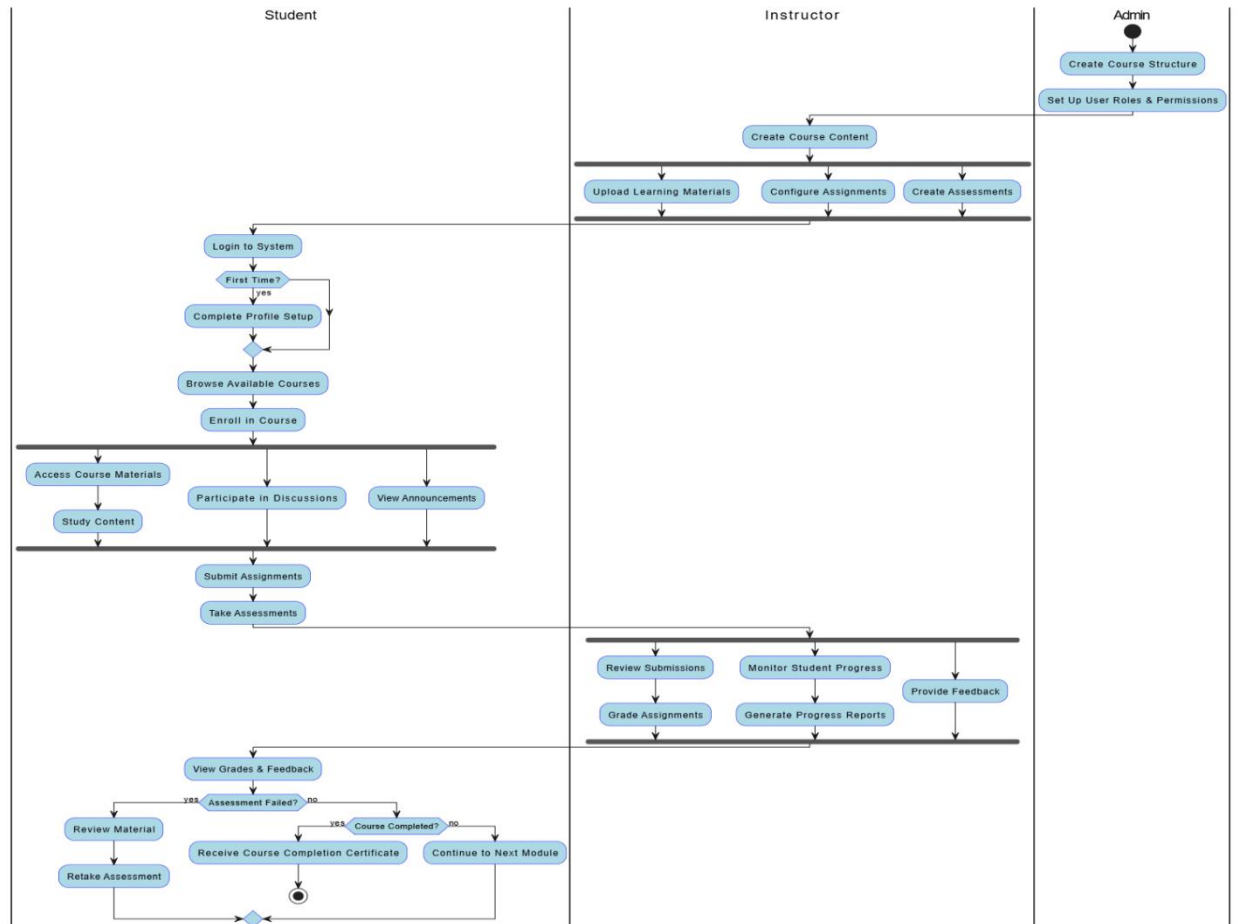 Student
Instructor
Admin
Create Course Structure
Set Up User Roles & Permissions
Create Course Content
Upload Learning Materials
Configure Assignments
Create Assessments
Login to System
First Time?
yes
Complete Profile Setup
Browse Available Courses
Enroll in Course
Access Course Materials
Participate in Discussions
View Announcements
Study Content
Submit Assignments
Take Assessments
Review Submissions
Monitor Student Progress
Provide Feedback
Grade Assignments
Generate Progress Reports
View Grades & Feedback
yes
Assessment Failed?
no
Review Material
yes
Course Completed?
no
Receive Course Completion Certificate
Continue to Next Module
Retake Assessment